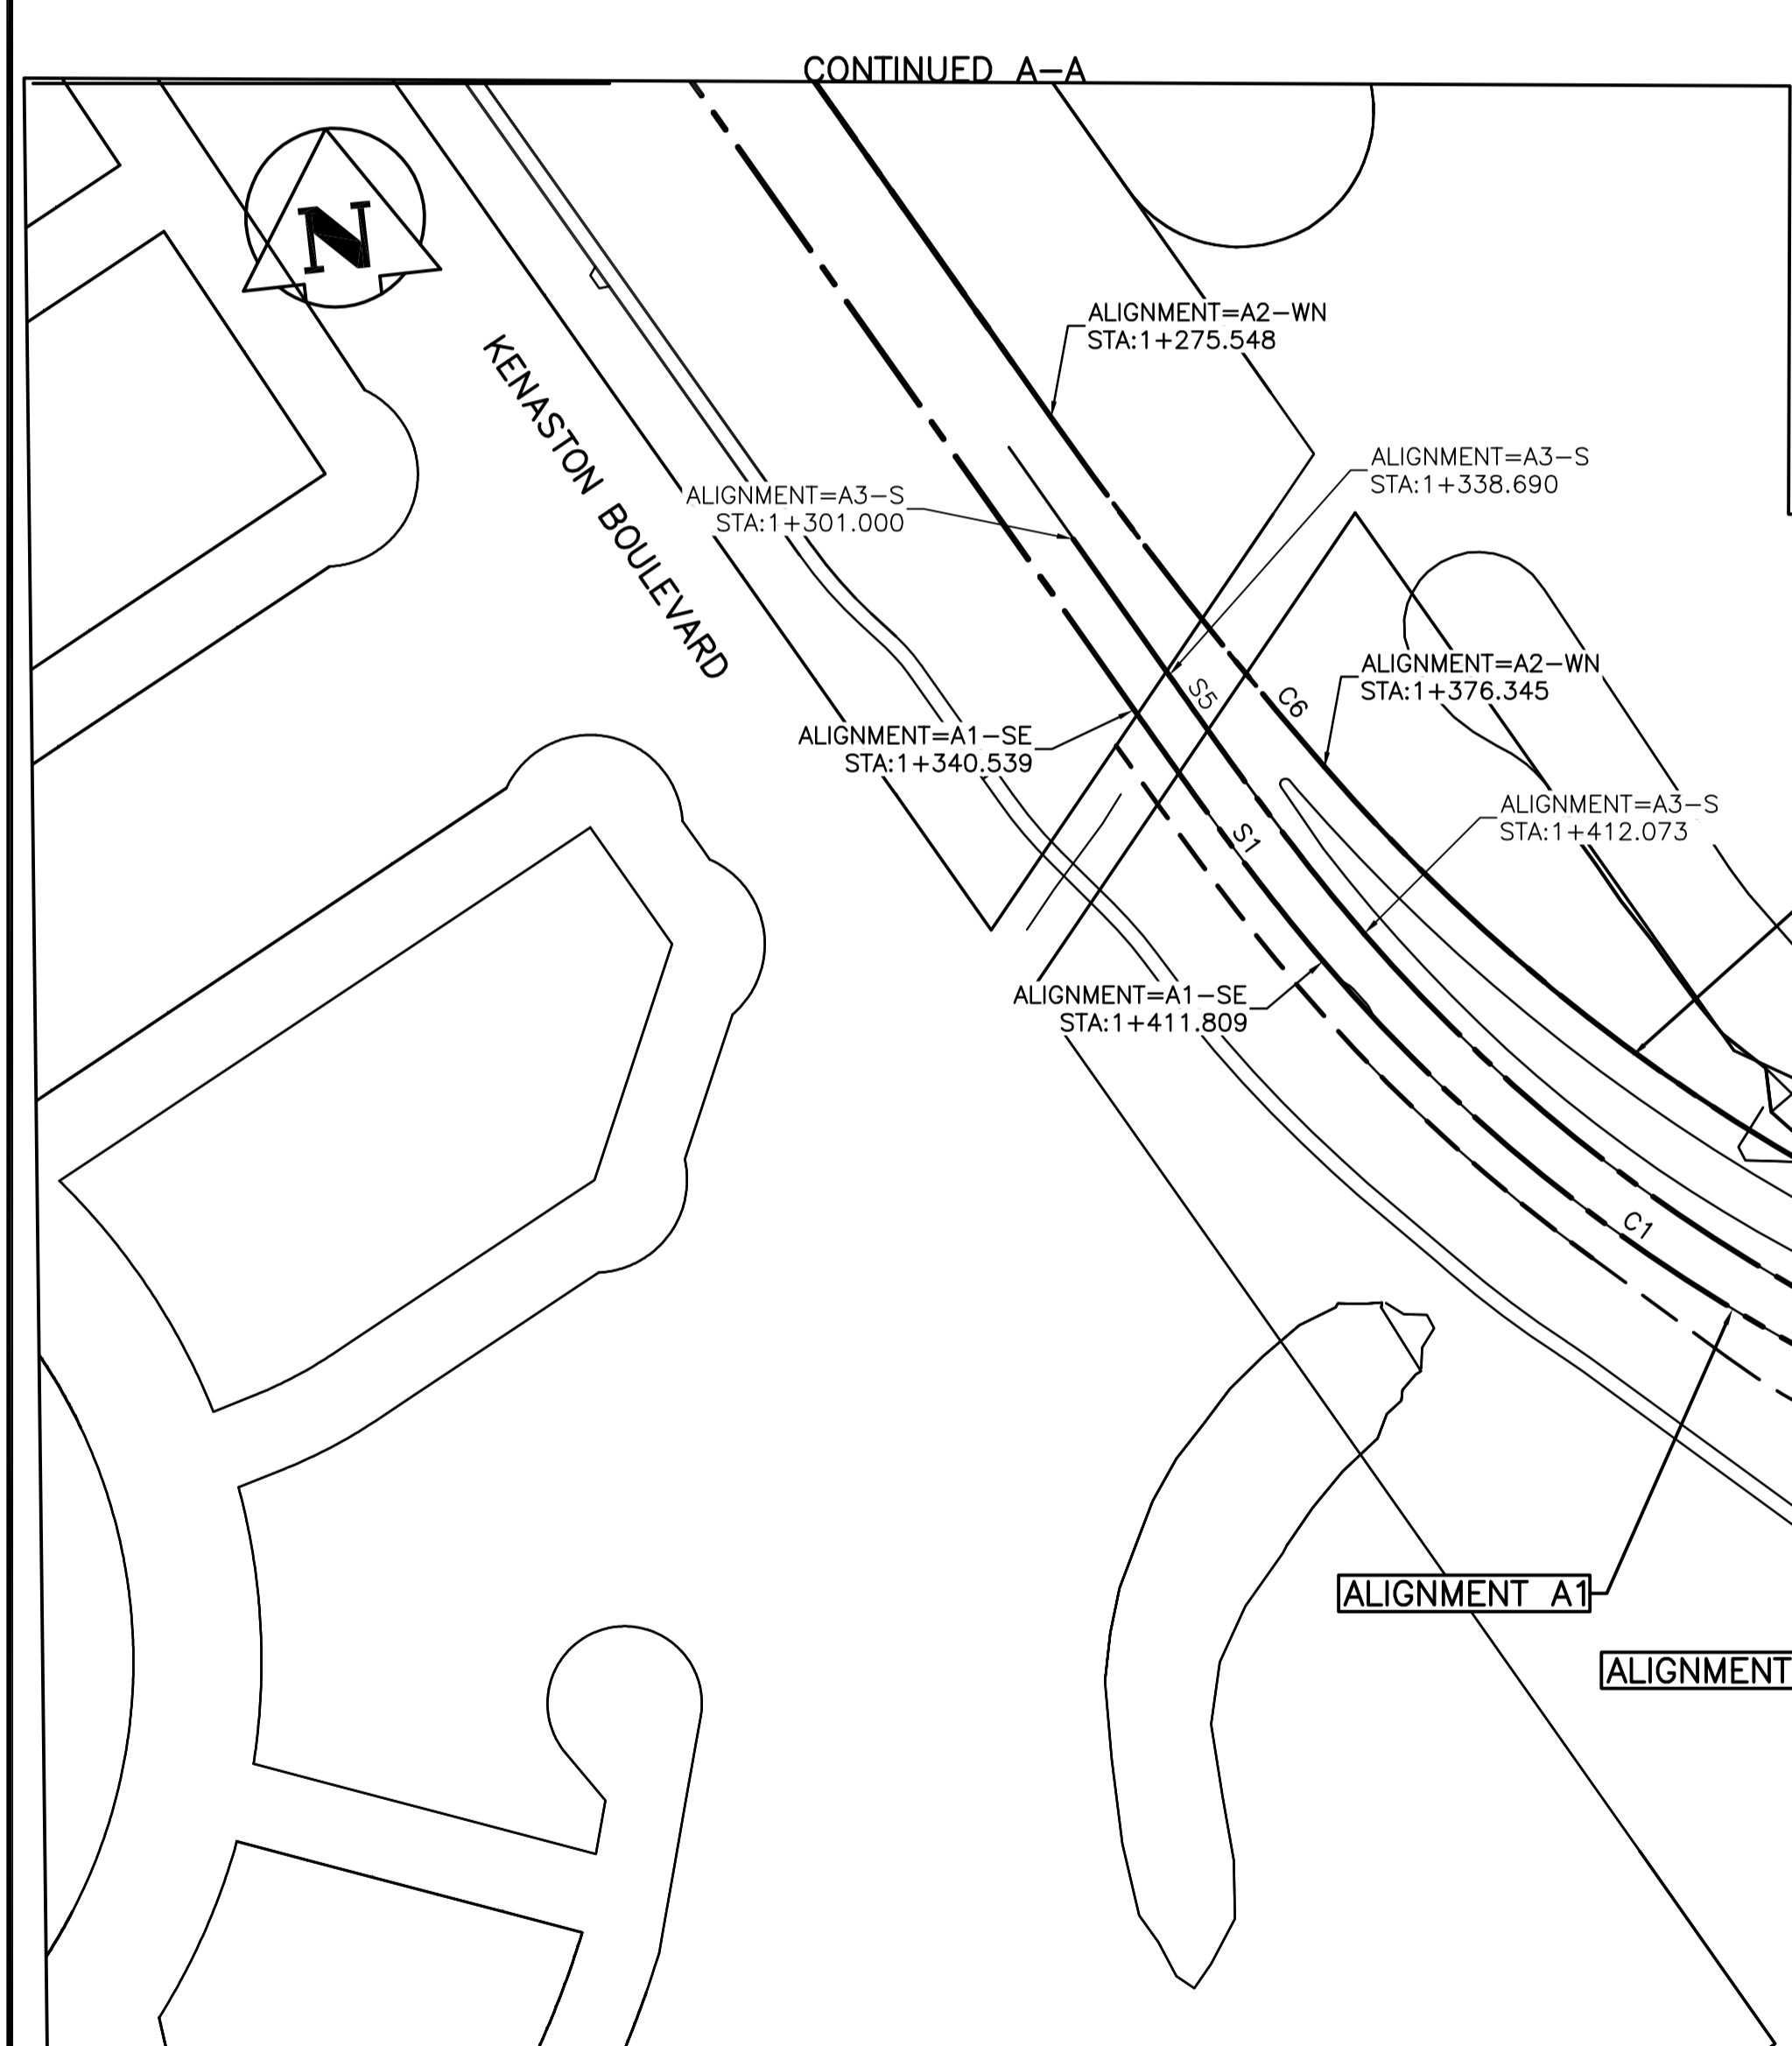 CONTINUED A-A
N
ALIGNMENT=A2-WN
STA:1+275.548
KENASTON BOULEVARD
ALIGNMENT=A3-S
STA:1+338.690
ALIGNMENT=A3-S
STA:1+301.000
ALIGNMENT=A2-WN
STA:1+376.345
S5
C6
ALIGNMENT=A1-SE
STA:1+340.539
ALIGNMENT=A3-S
STA:1+412.073
S1
ALIGNMENT=A1-SE
STA:1+411.809
C1
ALIGNMENT A1
ALIGNMENT